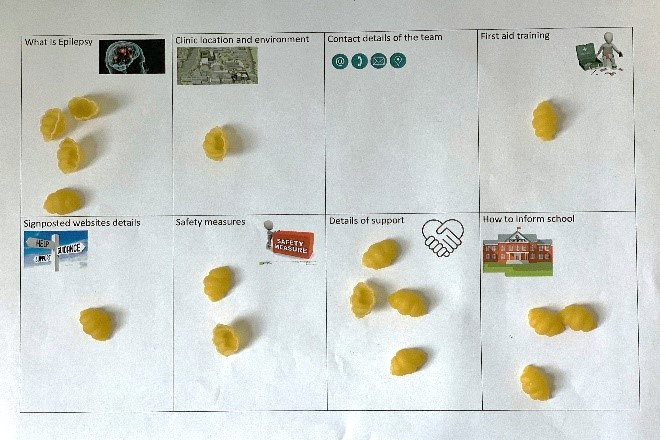 What is Epilepsy
Clinic location and environment
Contact details of the team
First aid training
Signposted websites details
HELP
GUIDANCE
SUPPORT
Safety measures
SAFETY
MEASURE
Details of support
How to inform school